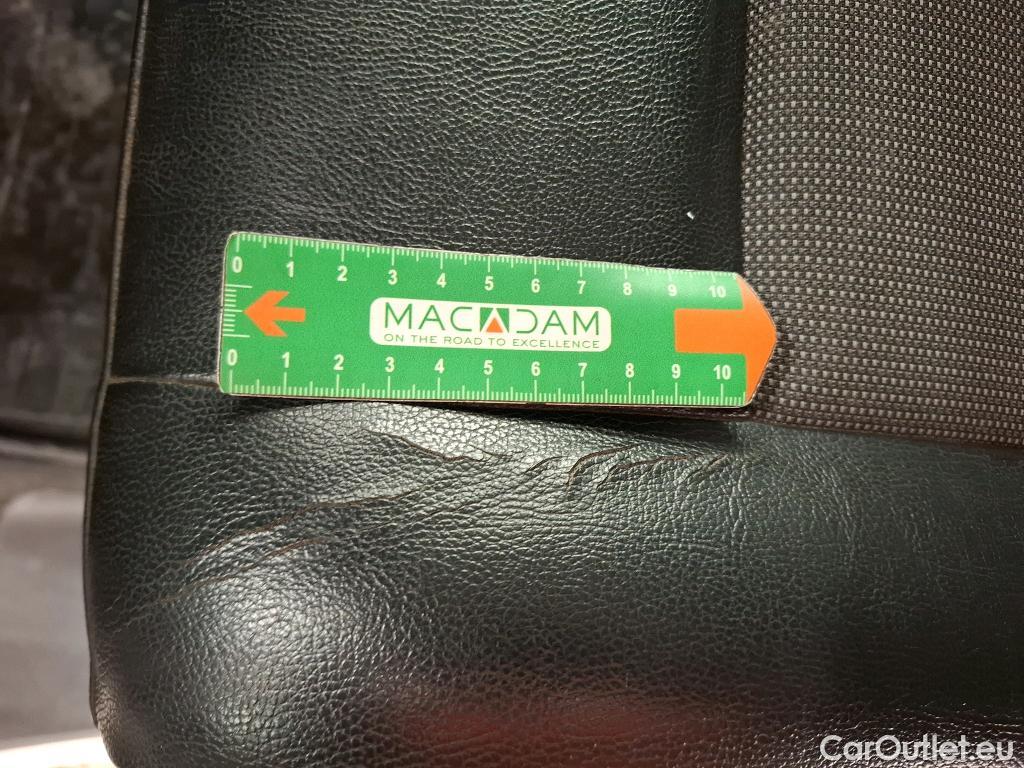 0 1 2 3 4 5 6 7 8 9 10
MACADAM
ON THE ROAD TO EXCELLENCE
0 1 2 3 4 5 6 7 8 9 10
CarOutlet.eu